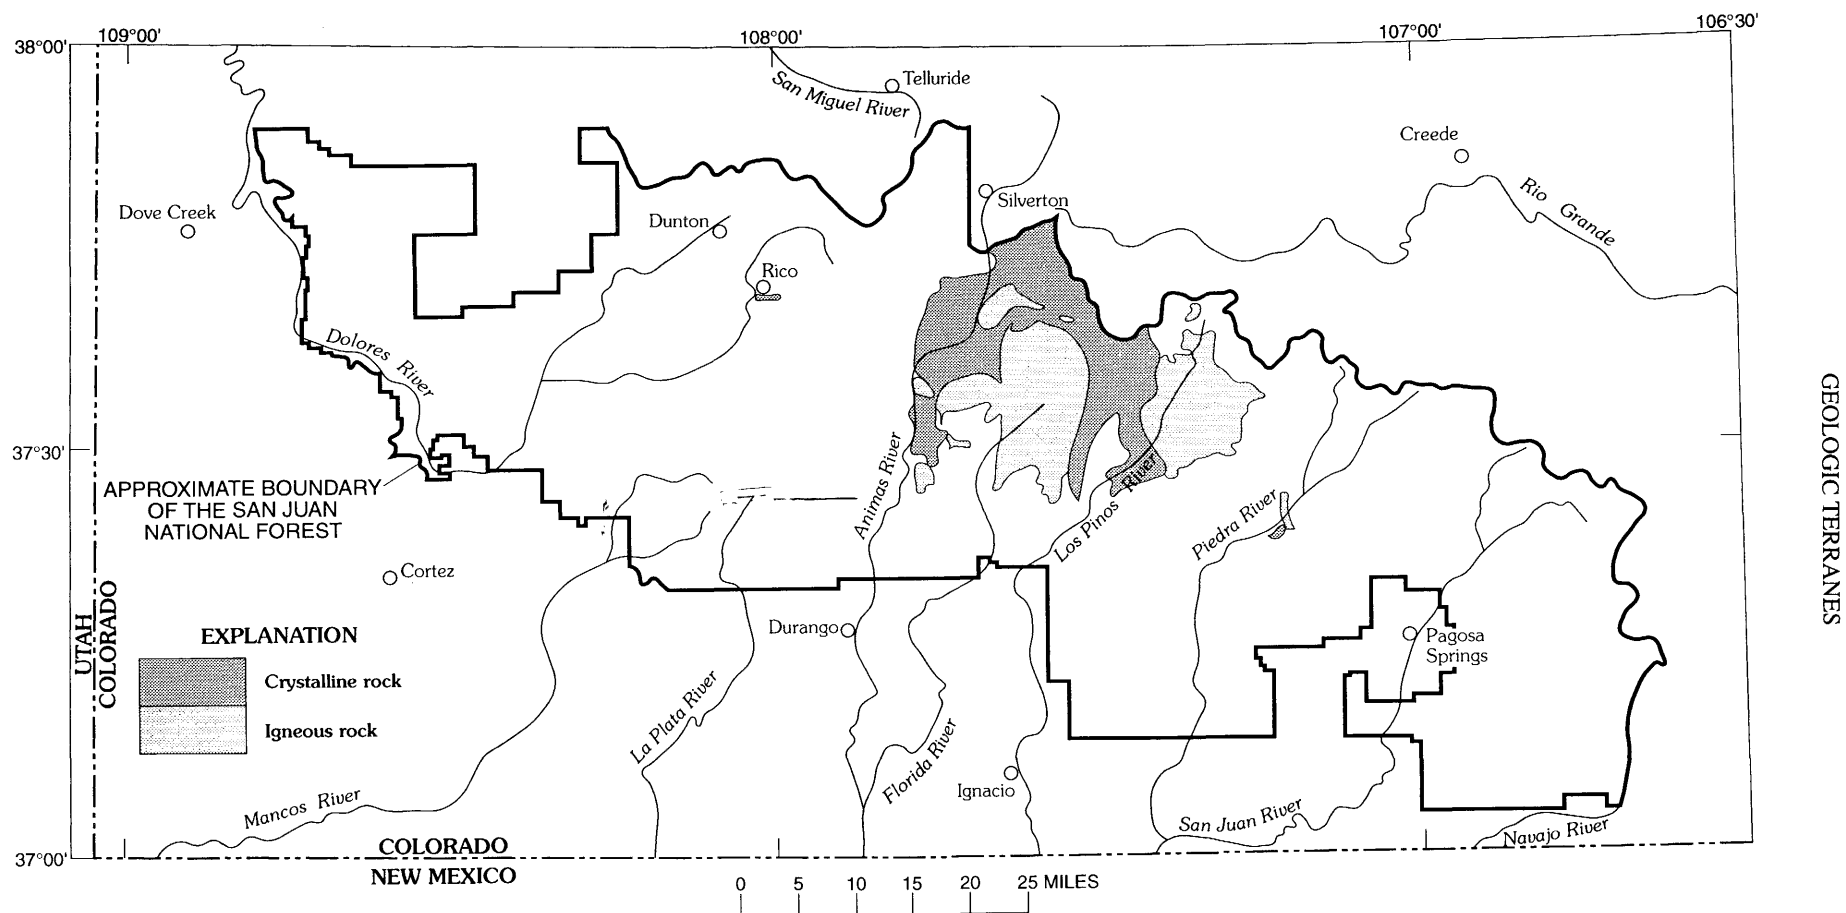 109°00'
108°00'
107°00'
106°30'
38°00'
Telluride
San Miguel River
Creede
Silverton
Rio Grande
Dove Creek
Dunton
Rico
Dolores River
37°30'
APPROXIMATE BOUNDARY
OF THE SAN JUAN
NATIONAL FOREST
Animas River
Los Pinos River
Piedra River
GEOLOGIC TERRANES
Cortez
UTAH
COLORADO
EXPLANATION
Crystalline rock
Igneous rock
Durango
Pagosa
Springs
La Plata River
Florida River
Ignacio
Mancos River
San Juan River
Navajo River
37°00'
COLORADO
NEW MEXICO
0 5 10 15 20 25 MILES